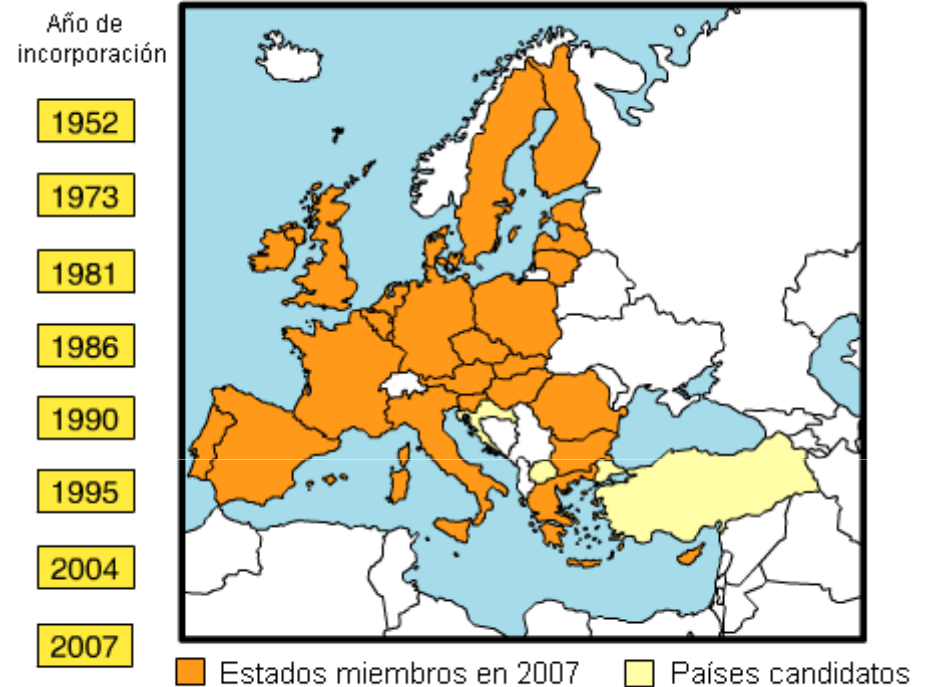 Año de
incorporación
1952
1973
1981
1986
1990
1995
2004
2007
Estados miembros en 2007
Países candidatos